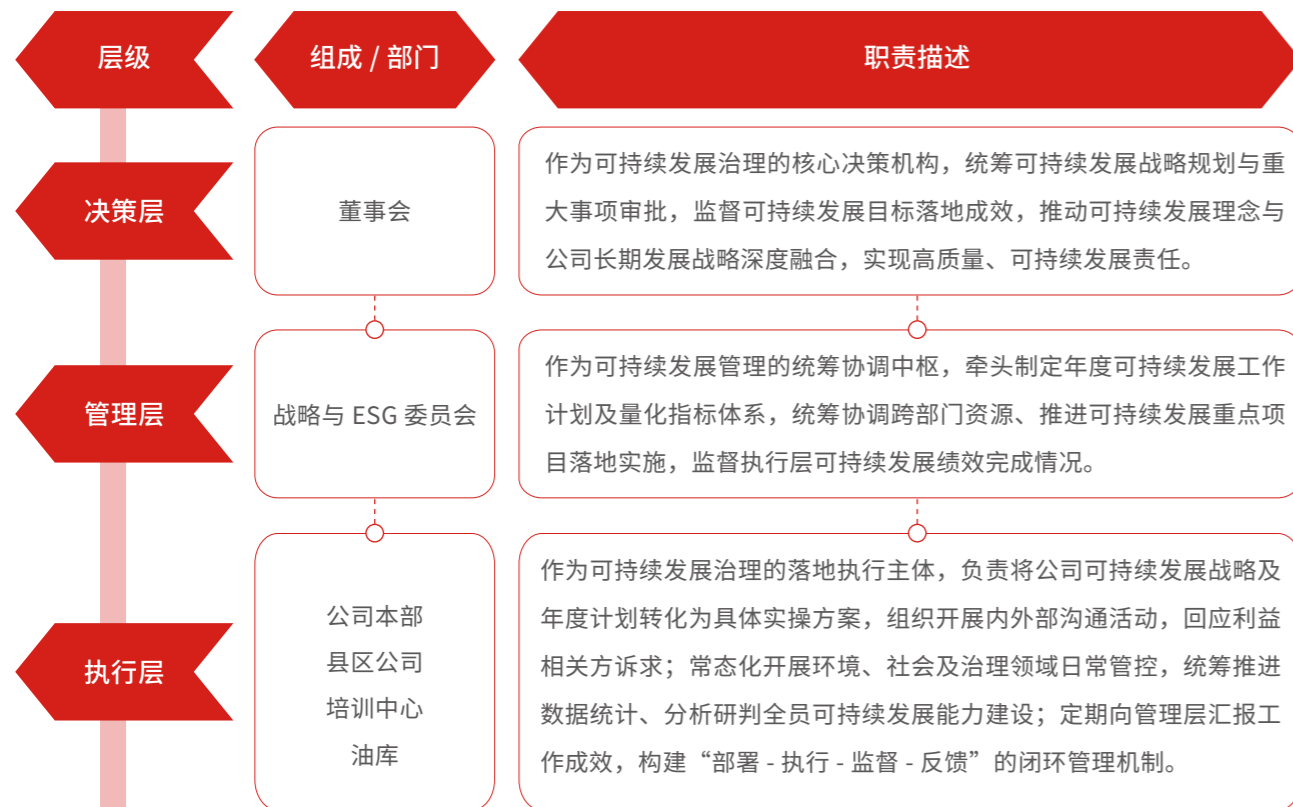 层级
组成 / 部门
职责描述
决策层
董事会
作为可持续发展治理的核心决策机构，统筹可持续发展战略规划与重
大事项审批，监督可持续发展目标落地成效，推动可持续发展理念与
公司长期发展战略深度融合，实现高质量、可持续发展责任。
管理层
战略与 ESG 委员会
作为可持续发展管理的统筹协调中枢，牵头制定年度可持续发展工作
计划及量化指标体系，统筹协调跨部门资源、推进可持续发展重点项
目落地实施，监督执行层可持续发展绩效完成情况。
执行层
公司本部
县区公司
培训中心
油库
作为可持续发展治理的落地执行主体，负责将公司可持续发展战略及
年度计划转化为具体实操方案，组织开展内外部沟通活动，回应利益
相关方诉求；常态化开展环境、社会及治理领域日常管控，统筹推进
数据统计、分析研判全员可持续发展能力建设；定期向管理层汇报工
作成效，构建“部署 - 执行 - 监督 - 反馈”的闭环管理机制。